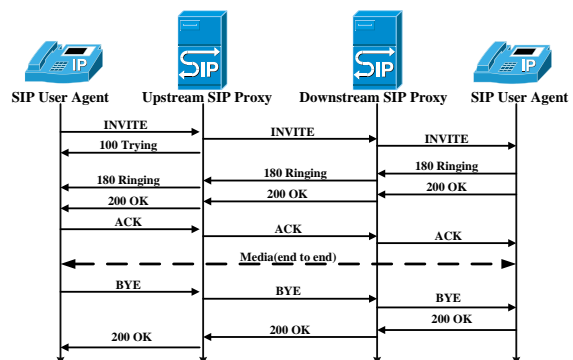 IP
SIP
SIP
IP
SIP User Agent
Upstream SIP Proxy
Downstream SIP Proxy
SIP User Agent
INVITE
INVITE
INVITE
100 Trying
180 Ringing
180 Ringing
180 Ringing
200 OK
200 OK
200 OK
ACK
ACK
ACK
Media(end to end)
BYE
BYE
BYE
200 OK
200 OK
200 OK